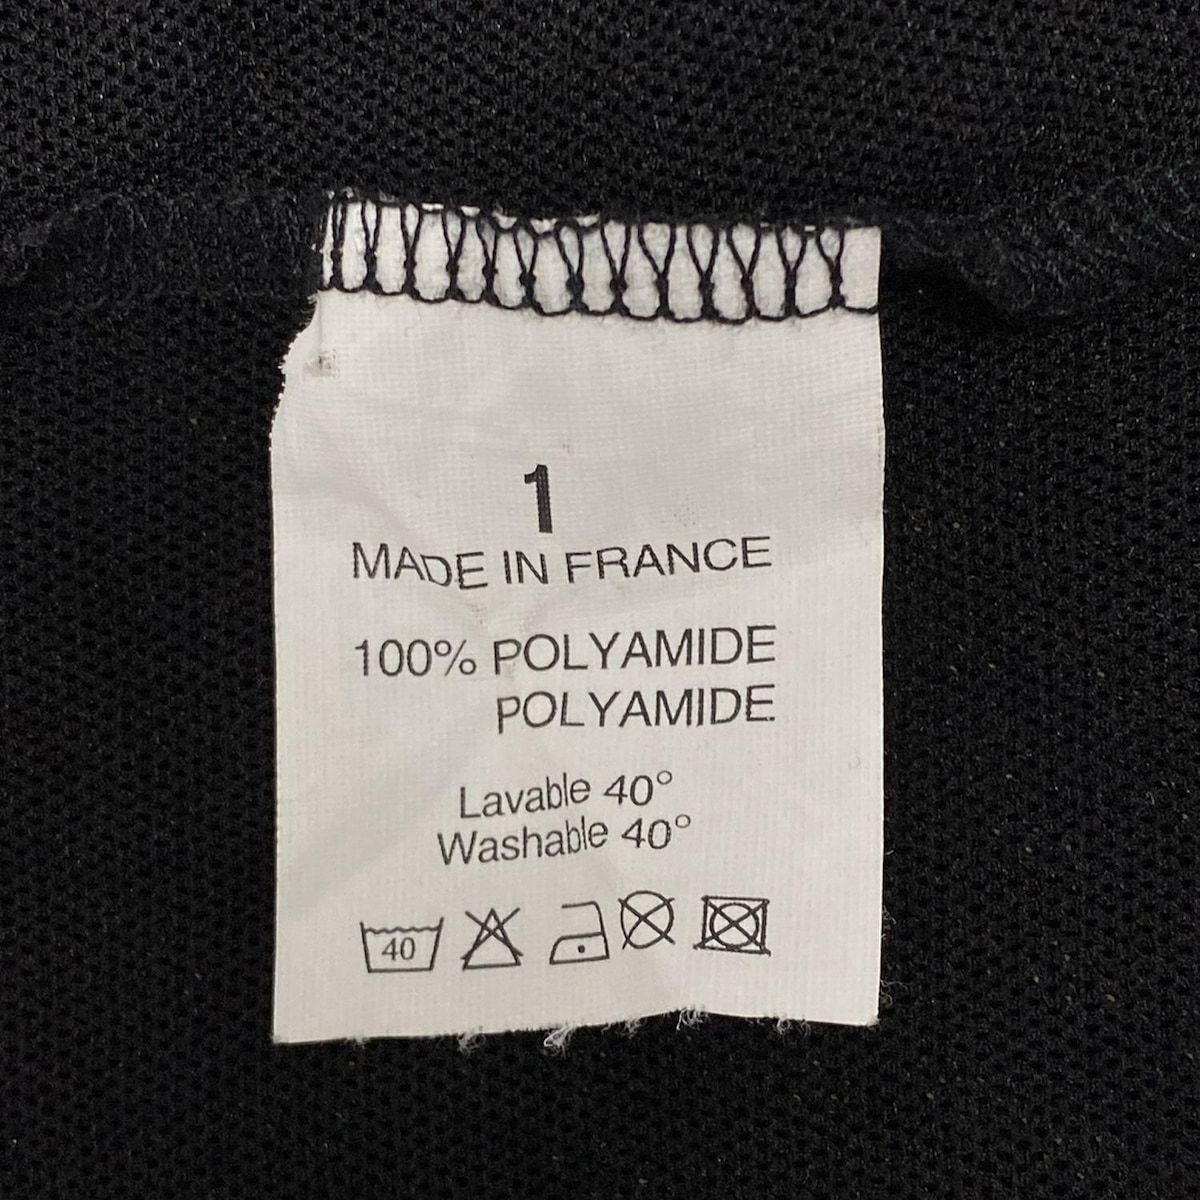 1
MADE IN FRANCE
100% POLYAMIDE
POLYAMIDE
Lavable 40°
Washable 40°
40